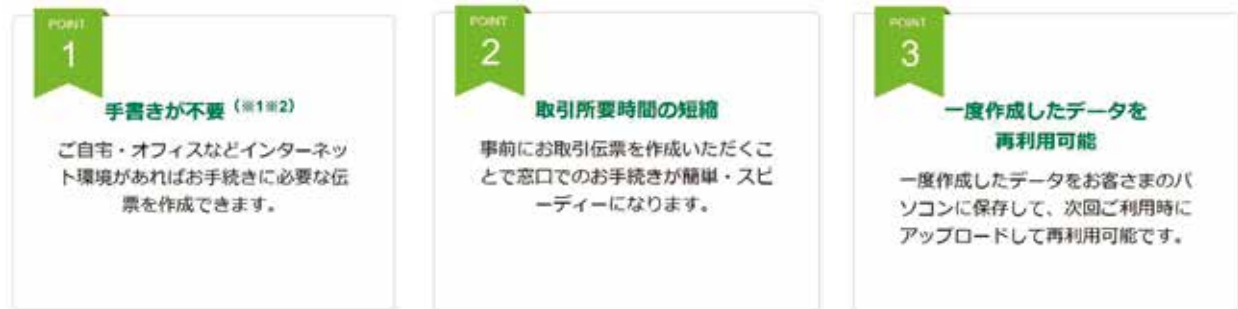 POINT
1
手書きが不要（※1※2）
ご自宅・オフィスなどインターネッ
ト環境があればお手続きに必要な伝
票を作成できます。
POINT
2
取引所要時間の短縮
事前にお取引伝票を作成いただくこ
とで窓口でのお手続きが簡単・スピ
ーディーになります。
POINT
3
一度作成したデータを
再利用可能
一度作成したデータをお客さまのパ
ソコンに保存して、次回ご利用時に
アップロードして再利用可能です。